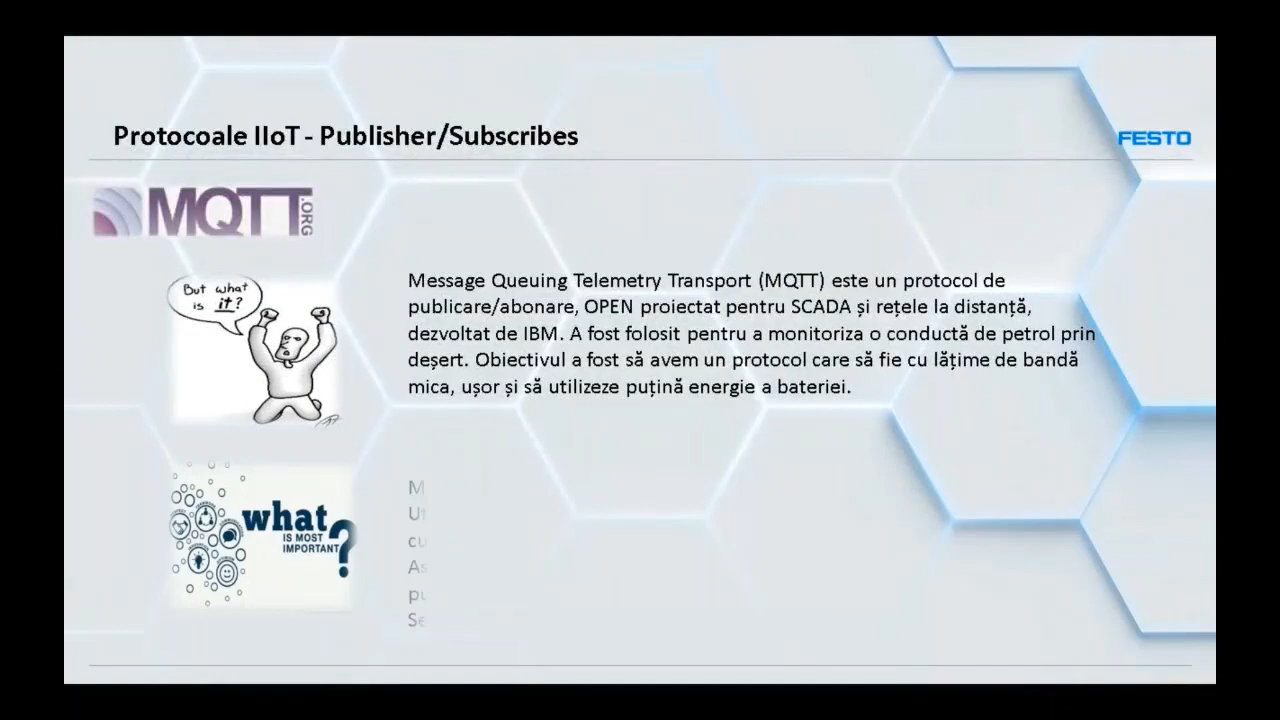 Protocoale IIoT - Publisher/Subscribes
FESTO
MQTT.ORG
But what
is it?
Message Queuing Telemetry Transport (MQTT) este un protocol de
publicare/abonare, OPEN proiectat pentru SCADA și rețele la distanță,
dezvoltat de IBM. A fost folosit pentru a monitoriza o conductă de petrol prin
deșert. Obiectivul a fost să avem un protocol care să fie cu lățime de bandă
mica, ușor și să utilizeze puțină energie a bateriei.
what
IS MOST
IMPORTANT
?